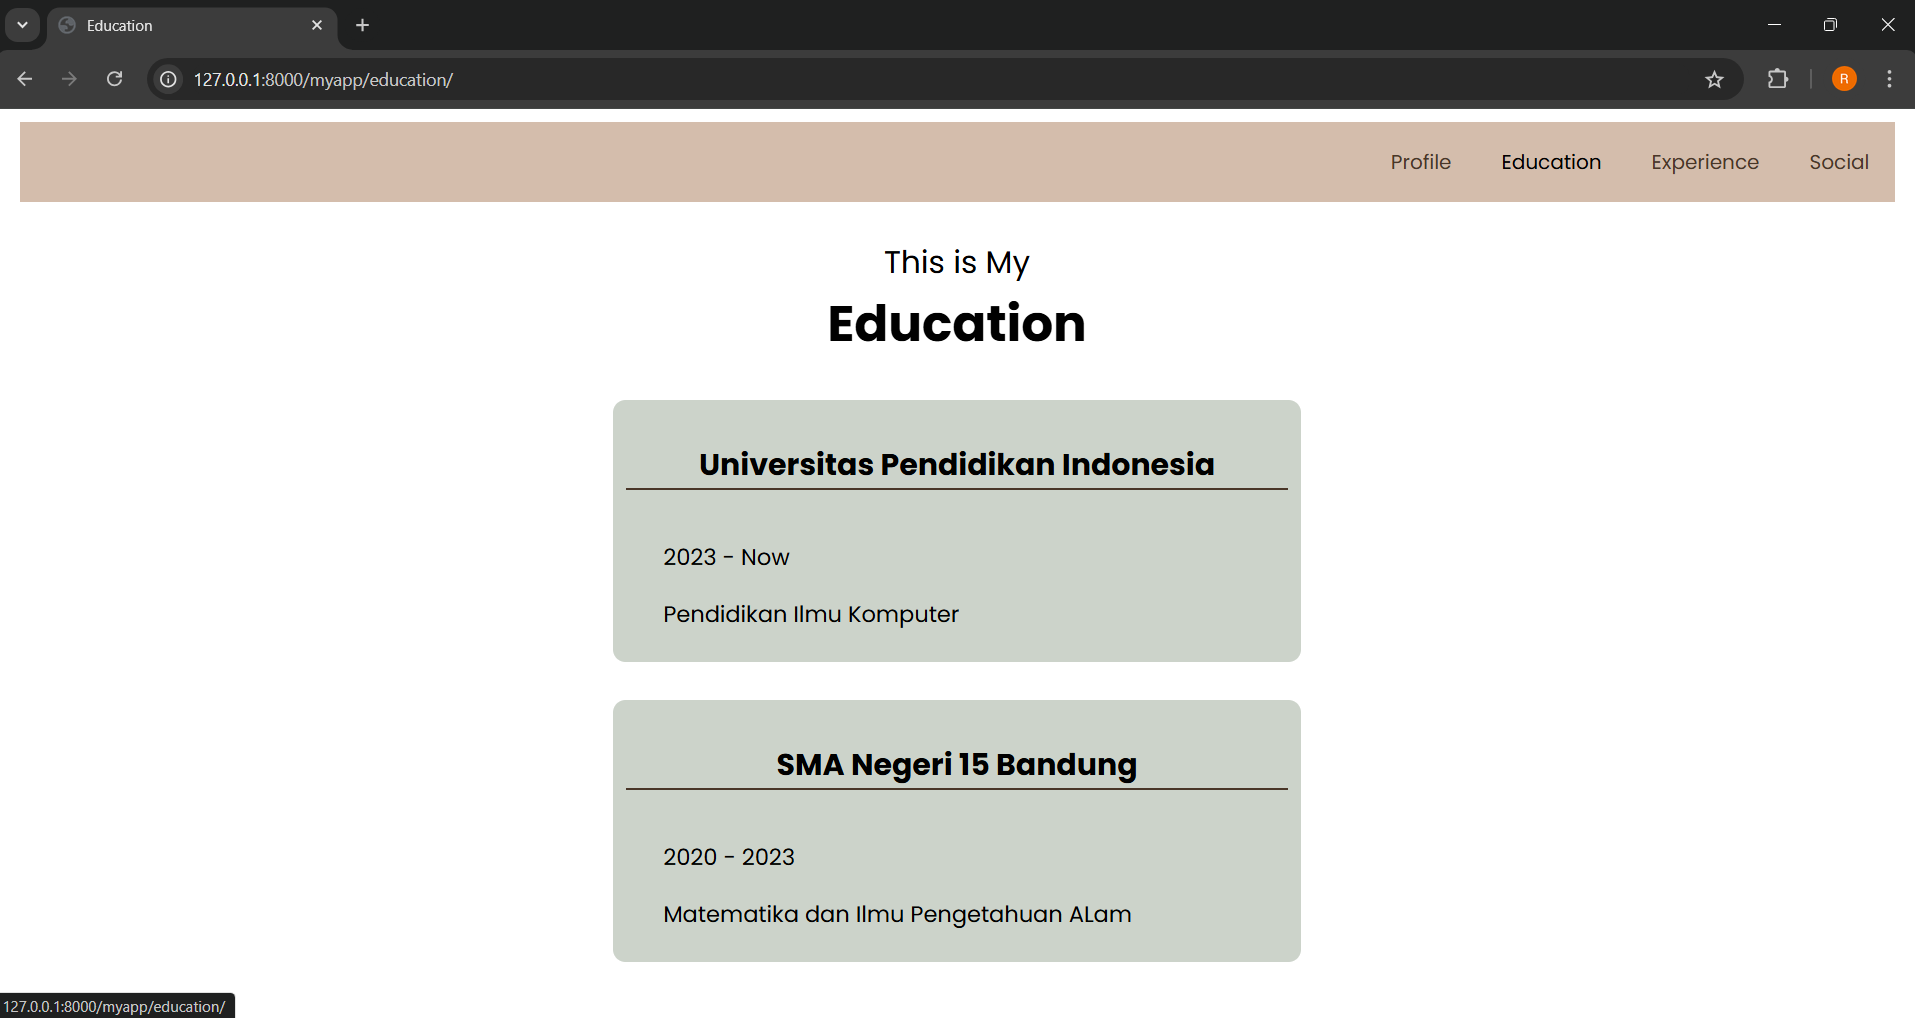 Education
127.0.0.1:8000/myapp/education/
R
Profile Education Experience Social
This is My
Education
Universitas Pendidikan Indonesia
2023 - Now
Pendidikan Ilmu Komputer
SMA Negeri 15 Bandung
2020 - 2023
Matematika dan Ilmu Pengetahuan ALam
127.0.0.1:8000/myapp/education/